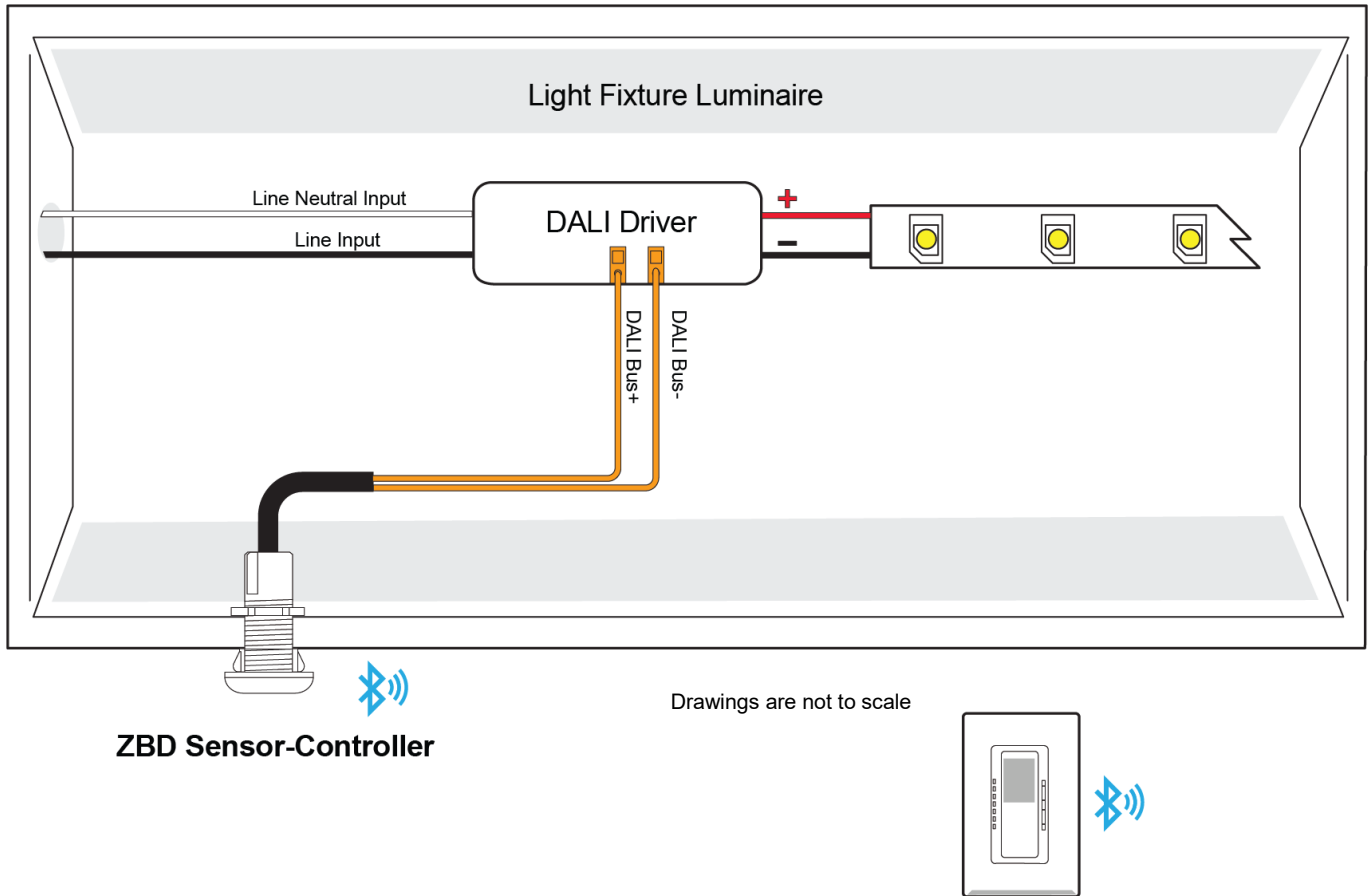 Light Fixture Luminaire
Line Neutral Input
DALI Driver
+
Line Input
–
DALI Bus+
DALI Bus-
Drawings are not to scale
ZBD Sensor-Controller